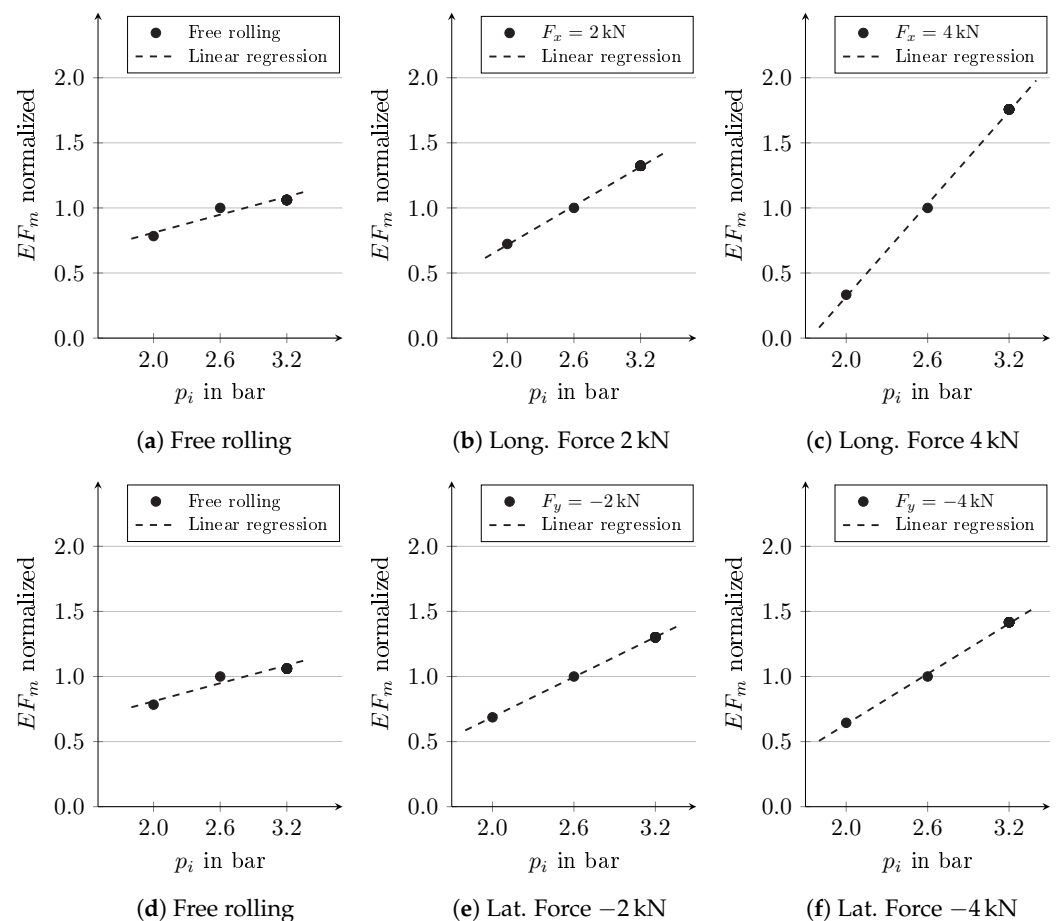 Free rolling
Linear regression
2.0
1.5
1.0
0.5
0.0
EF_m normalized
2.0 2.6 3.2
p_i in bar
(a) Free rolling
F_x = 2 kN
Linear regression
2.0
1.5
1.0
0.5
0.0
EF_m normalized
2.0 2.6 3.2
p_i in bar
(b) Long. Force 2 kN
F_x = 4 kN
Linear regression
2.0
1.5
1.0
0.5
0.0
EF_m normalized
2.0 2.6 3.2
p_i in bar
(c) Long. Force 4 kN
Free rolling
Linear regression
2.0
1.5
1.0
0.5
0.0
EF_m normalized
2.0 2.6 3.2
p_i in bar
(d) Free rolling
F_y = −2 kN
Linear regression
2.0
1.5
1.0
0.5
0.0
EF_m normalized
2.0 2.6 3.2
p_i in bar
(e) Lat. Force −2 kN
F_y = −4 kN
Linear regression
2.0
1.5
1.0
0.5
0.0
EF_m normalized
2.0 2.6 3.2
p_i in bar
(f) Lat. Force −4 kN